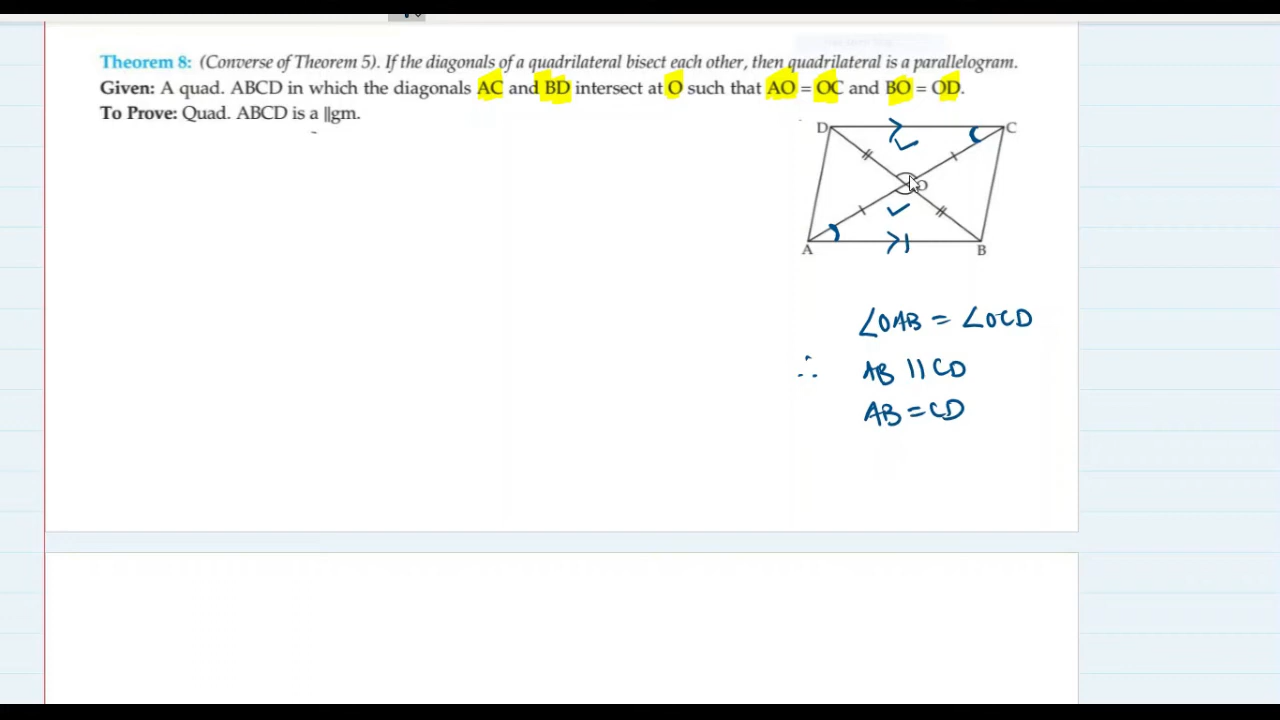 Theorem 8: (Converse of Theorem 5). If the diagonals of a quadrilateral bisect each other, then quadrilateral is a parallelogram.
Given: A quad. ABCD in which the diagonals AC and BD intersect at O such that AO = OC and BO = OD.
To Prove: Quad. ABCD is a ||gm.
D C
O
A B
∠OAB = ∠OCD
∴ AB || CD
AB = CD